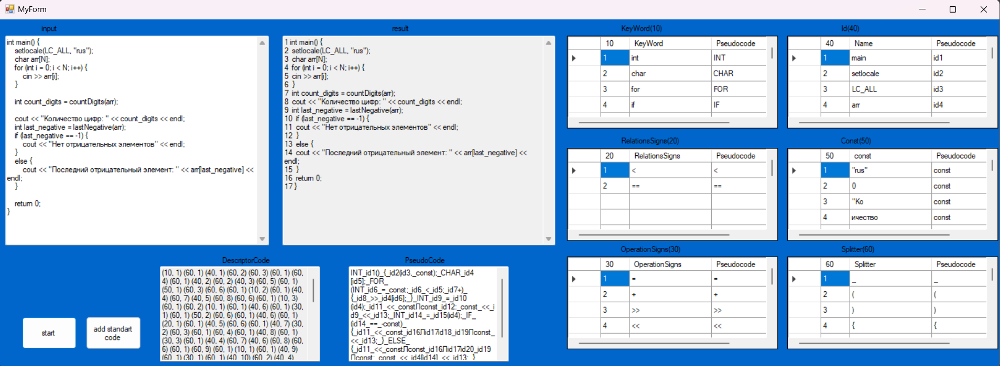 MyForm
input
int main() {
setlocale(LC_ALL, "rus");
char arr[N];
for (int i = 0; i < N; i++) {
cin >> arr[i];
}
int count_digits = countDigits(arr);
cout << "Количество цифр: " << count_digits << endl;
int last_negative = lastNegative(arr);
if (last_negative == -1) {
cout << "Нет отрицательных элементов" << endl;
}
else {
cout << "Последний отрицательный элемент: " << arr[last_negative] <<
endl;
}
return 0;
}
result
1 int main() {
2 setlocale(LC_ALL, "rus");
3 char arr[N];
4 for (int i = 0; i < N; i++) {
5 cin >> arr[i];
6 }
7 int count_digits = countDigits(arr);
8 cout << "Количество цифр: " << count_digits << endl;
9 int last_negative = lastNegative(arr);
10 if (last_negative == -1) {
11 cout << "Нет отрицательных элементов" << endl;
12 }
13 else {
14 cout << "Последний отрицательный элемент: " << arr[last_negative] <<
endl;
15 }
16 return 0;
17 }
KeyWord(10)
10 KeyWord Pseudocode
1 int INT
2 char CHAR
3 for FOR
4 if IF
Id(40)
40 Name Pseudocode
1 main id1
2 setlocale id2
3 LC_ALL id3
4 arr id4
RelationsSigns(20)
20 RelationsSigns Pseudocode
1 < <
2 == ==
Const(50)
50 const Pseudocode
1 "rus" const
2 0 const
3 "Ко const
4 ичество const
OperationSigns(30)
30 OperationSigns Pseudocode
1 = =
2 + +
3 >> >>
4 << <<
Splitter(60)
60 Splitter Pseudocode
1 _ _
2 ( (
3 ) )
4 { {
start
add standart
code
DescriptorCode
(10, 1) (60, 1) (40, 1) (60, 2) (60, 3) (60, 1) (60,
4) (60, 1) (40, 2) (60, 2) (40, 3) (60, 5) (60, 1)
(50, 1) (60, 3) (60, 6) (60, 1) (10, 2) (60, 1) (40,
4) (60, 7) (40, 5) (60, 8) (60, 6) (60, 1) (10, 3)
(60, 1) (60, 2) (10, 1) (60, 1) (40, 6) (60, 1) (30,
1) (60, 1) (50, 2) (60, 6) (60, 1) (40, 6) (60, 1)
(20, 1) (60, 1) (40, 5) (60, 6) (60, 1) (40, 7) (30,
2) (60, 3) (60, 1) (60, 4) (60, 1) (40, 8) (60, 1)
(30, 3) (60, 1) (40, 4) (60, 7) (40, 6) (60, 8) (60,
6) (60, 1) (60, 9) (60, 1) (10, 1) (60, 1) (40, 9)
(60, 1) (30, 1) (60, 1) (40, 10) (60, 2) (40, 4)
PseudoCode
INT_id1()_{_id2(id3,_const);_CHAR_id4
[id5];_FOR_
(INT_id6_=_const;_id6_<_id5;_id7+)_
{_id8_>>_id4[id6];_}_INT_id9_=_id10
(id4);_id11_<<_constПconst_id12:_const_<<_i
d9_<<_id13;_INT_id14_=_id15(id4);_IF_
(id14_==_-const)_
{_id11_<<_const_id16Пid17id18_id19Пconst_
<<_id13;_}_ELSE_
{_id11_<<_constПconst_id16Пid17id20_id19
Пconst:_const_<<_id4[id14]_<<_id13;_}_